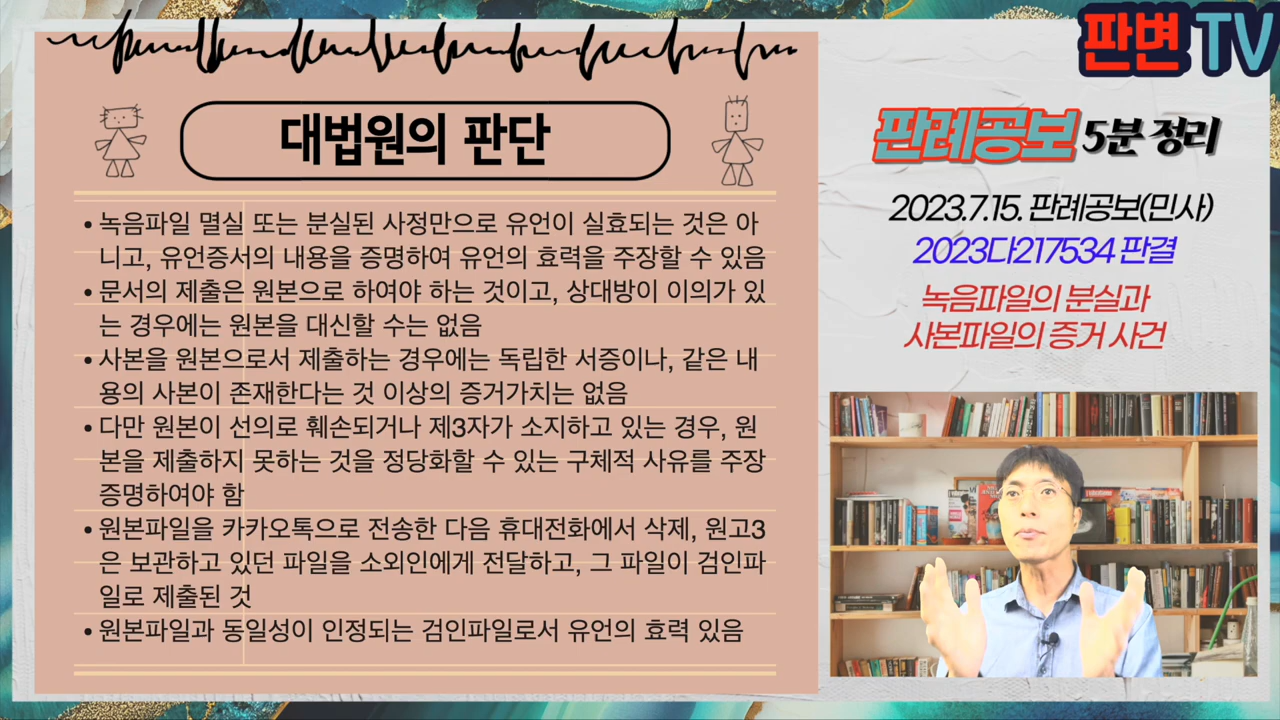 판변 TV
대법원의 판단
• 녹음파일 멸실 또는 분실된 사정만으로 유언이 실효되는 것은 아
니고, 유언증서의 내용을 증명하여 유언의 효력을 주장할 수 있음
• 문서의 제출은 원본으로 하여야 하는 것이고, 상대방이 이의가 있
는 경우에는 원본을 대신할 수는 없음
• 사본을 원본으로서 제출하는 경우에는 독립한 서증이나, 같은 내
용의 사본이 존재한다는 것 이상의 증거가치는 없음
• 다만 원본이 선의로 훼손되거나 제3자가 소지하고 있는 경우, 원
본을 제출하지 못하는 것을 정당화할 수 있는 구체적 사유를 주장
증명하여야 함
• 원본파일을 카카오톡으로 전송한 다음 휴대전화에서 삭제, 원고3
은 보관하고 있던 파일을 소외인에게 전달하고, 그 파일이 검인파
일로 제출된 것
• 원본파일과 동일성이 인정되는 검인파일로서 유언의 효력 있음
판례공보 5분 정리
2023.7.15. 판례공보(민사)
2023다217534 판결
녹음파일의 분실과
사본파일의 증거 사건